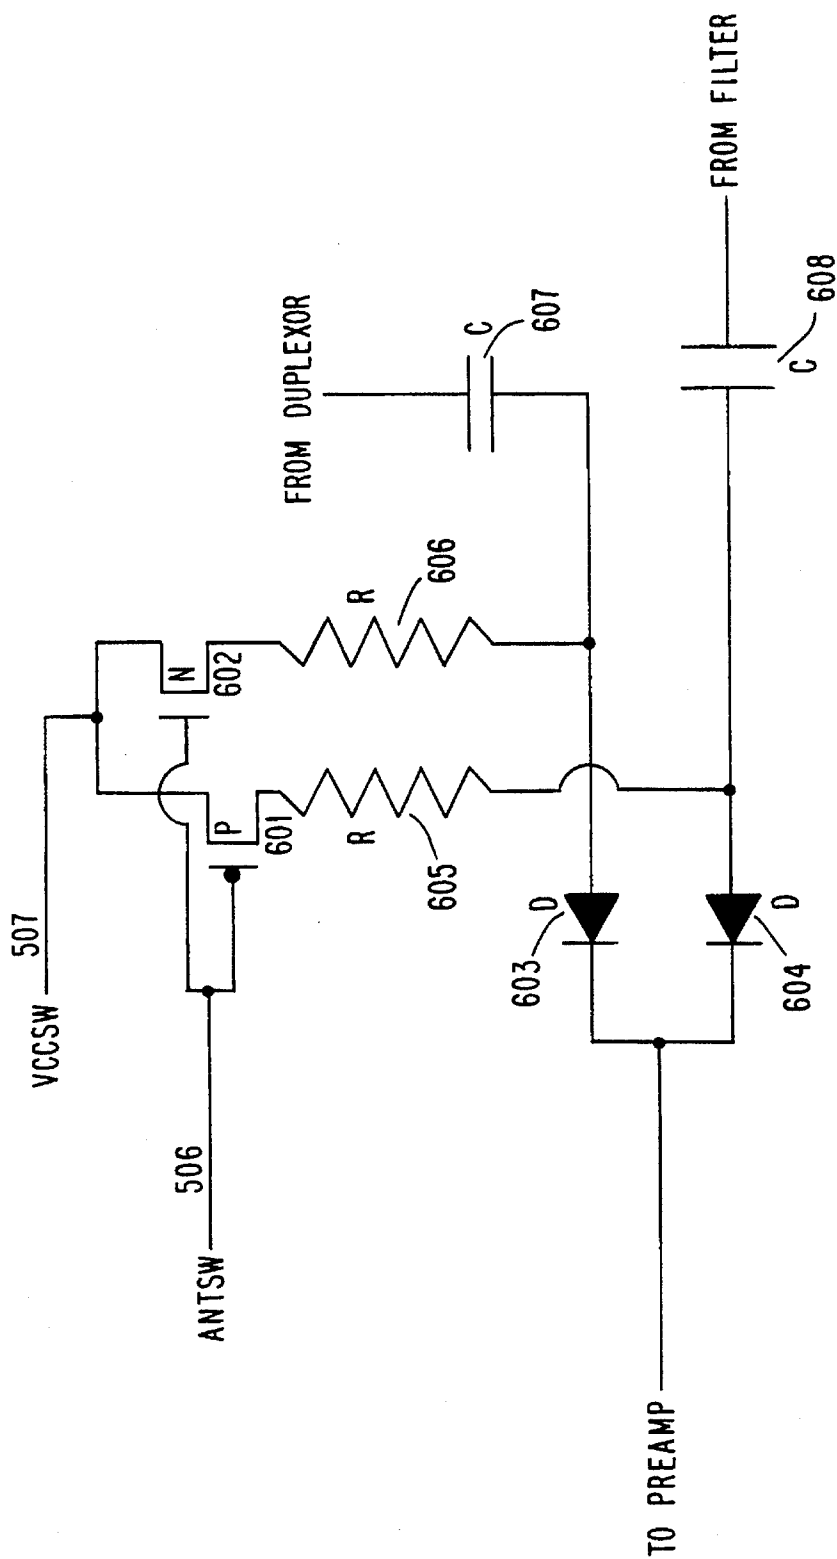 VCCSW
507
ANTSW
506
P
601
N
602
R
605
R
606
FROM DUPLEXOR
C
607
D
603
D
604
C
608
FROM FILTER
TO PREAMP